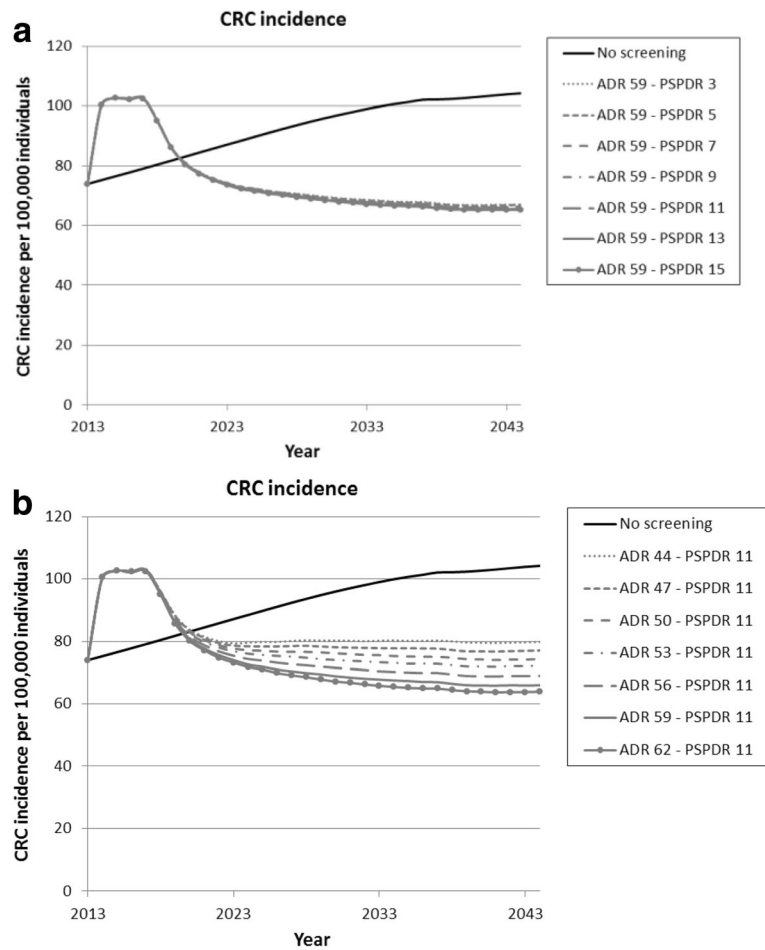 a
CRC incidence
CRC incidence per 100,000 individuals
120
100
80
60
40
20
0
2013
2023
2033
2043
Year
No screening
ADR 59 - PSPDR 3
ADR 59 - PSPDR 5
ADR 59 - PSPDR 7
ADR 59 - PSPDR 9
ADR 59 - PSPDR 11
ADR 59 - PSPDR 13
ADR 59 - PSPDR 15
b
CRC incidence
CRC incidence per 100,000 individuals
120
100
80
60
40
20
0
2013
2023
2033
2043
Year
No screening
ADR 44 - PSPDR 11
ADR 47 - PSPDR 11
ADR 50 - PSPDR 11
ADR 53 - PSPDR 11
ADR 56 - PSPDR 11
ADR 59 - PSPDR 11
ADR 62 - PSPDR 11